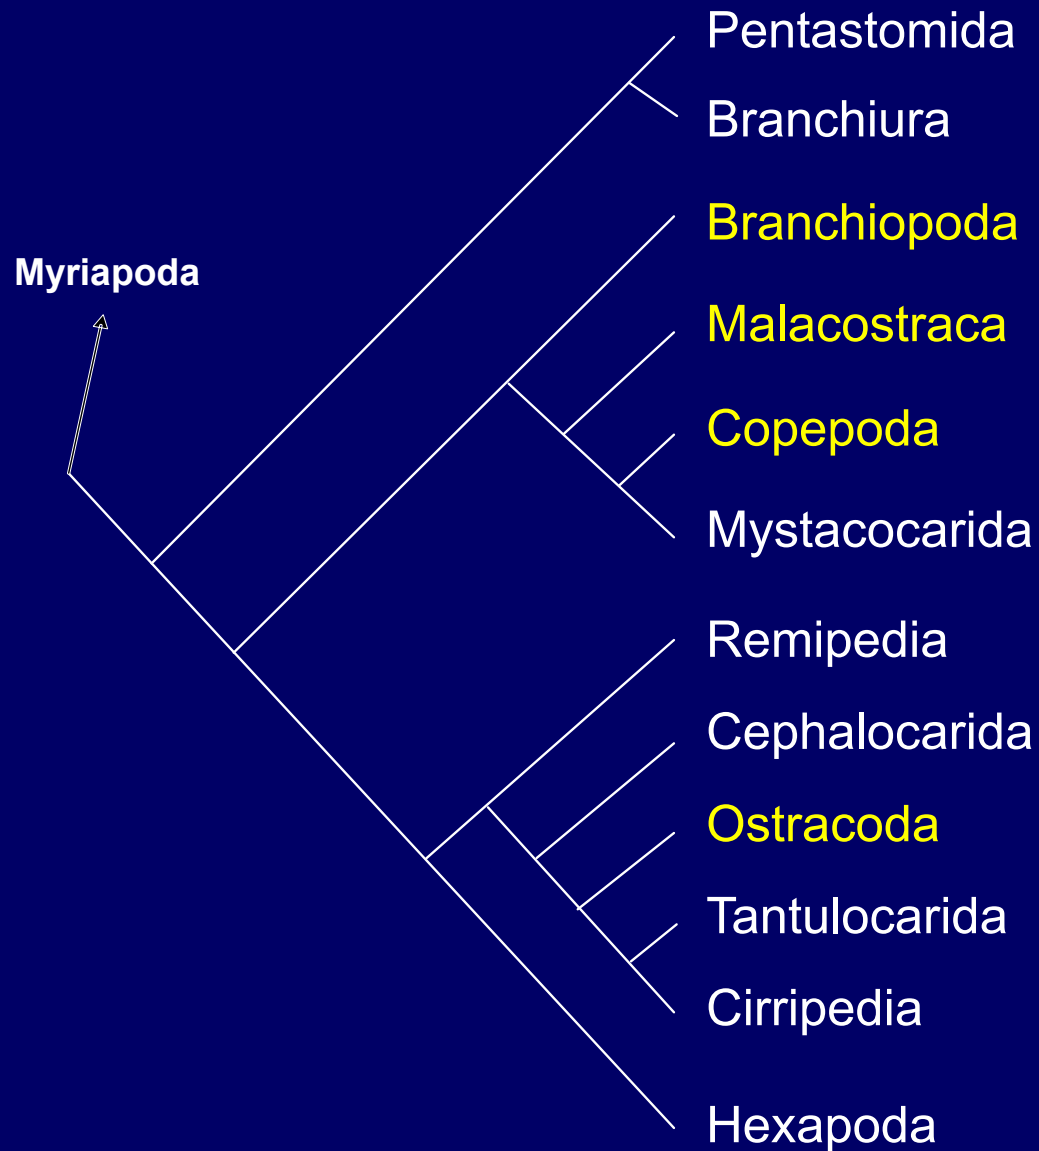 Pentastomida
Branchiura
Branchiopoda
Myriapoda
Malacostraca
Copepoda
Mystacocarida
Remipedia
Cephalocarida
Ostracoda
Tantulocarida
Cirripedia
Hexapoda